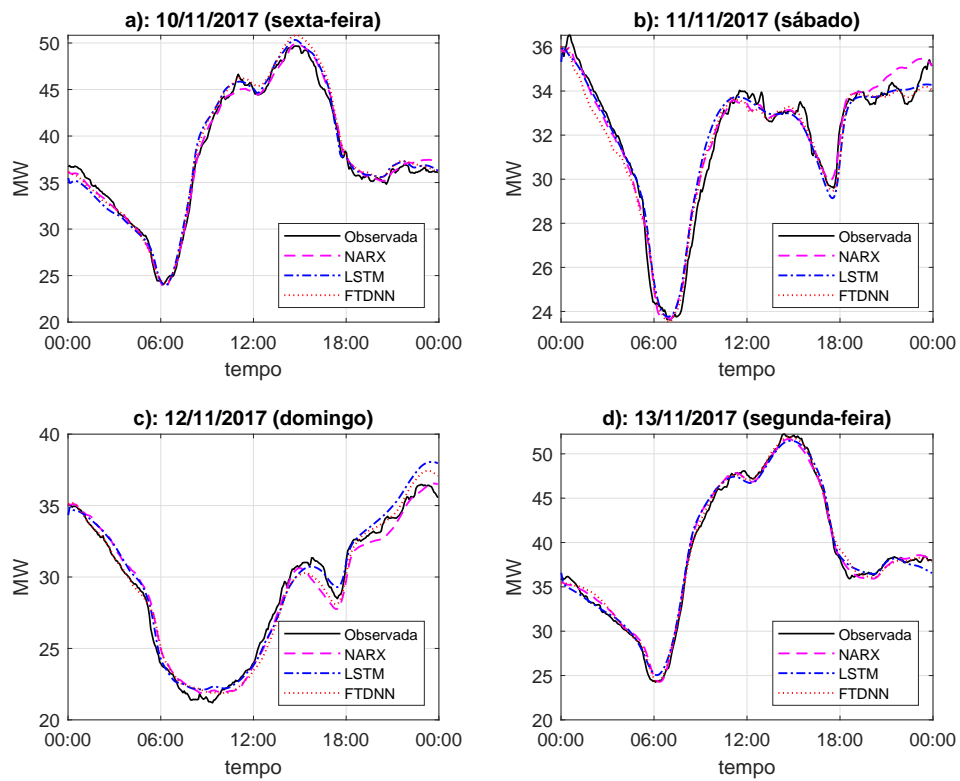 a): 10/11/2017 (sexta-feira)
50
45
40
35
30
25
20
MW
00:00 06:00 12:00 18:00 00:00
tempo
Observada
NARX
LSTM
FTDNN
b): 11/11/2017 (sábado)
36
34
32
30
28
26
24
MW
00:00 06:00 12:00 18:00 00:00
tempo
Observada
NARX
LSTM
FTDNN
c): 12/11/2017 (domingo)
40
35
30
25
20
MW
00:00 06:00 12:00 18:00 00:00
tempo
Observada
NARX
LSTM
FTDNN
d): 13/11/2017 (segunda-feira)
50
45
40
35
30
25
20
MW
00:00 06:00 12:00 18:00 00:00
tempo
Observada
NARX
LSTM
FTDNN